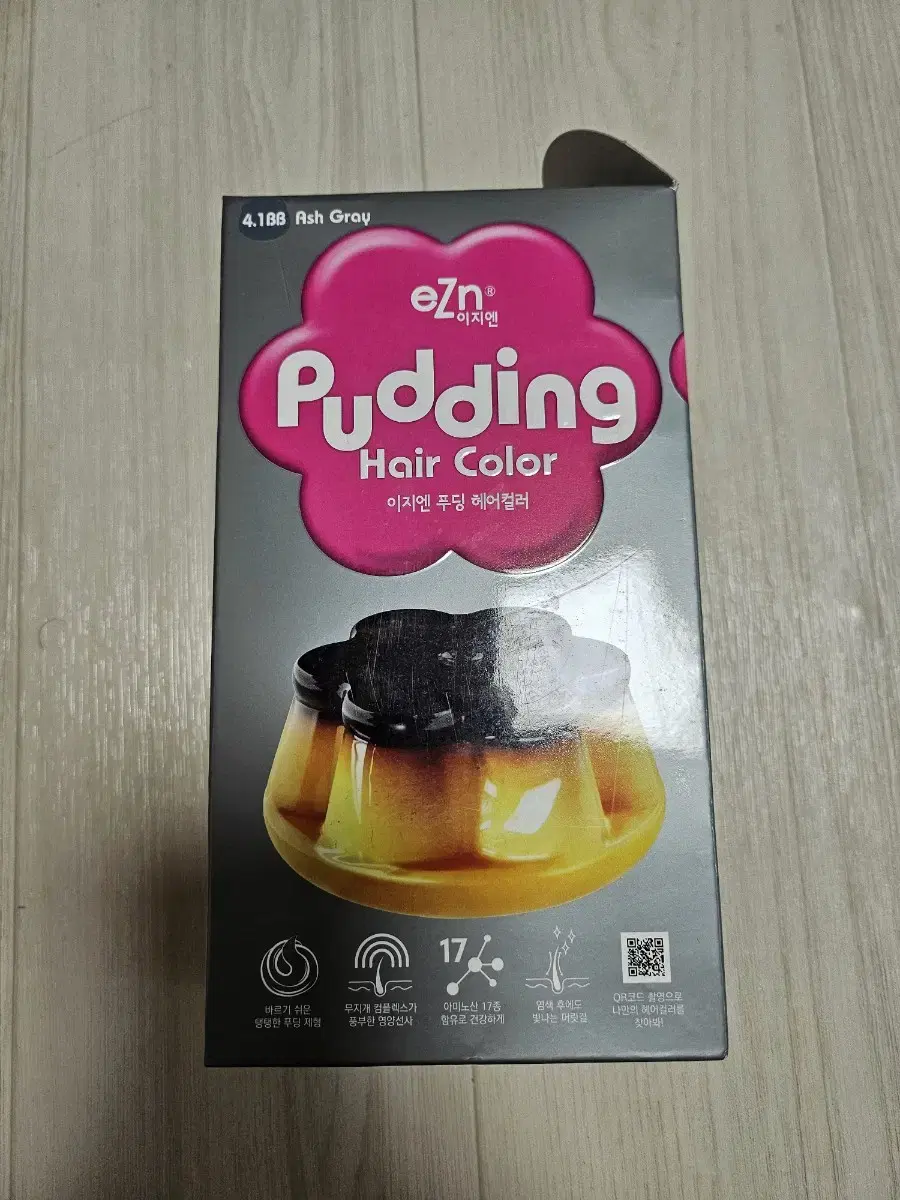 4.1BB Ash Gray
eZn®
이지엔
Pudding
Hair Color
이지엔 푸딩 헤어컬러
바르기 쉬운
탱탱한 푸딩 제형
무지개 컴플렉스가
풍부한 영양선사
17
아미노산 17종
함유로 건강하게
염색 후에도
빛나는 머릿결
QR코드 촬영으로
나만의 헤어컬러를
찾아봐!